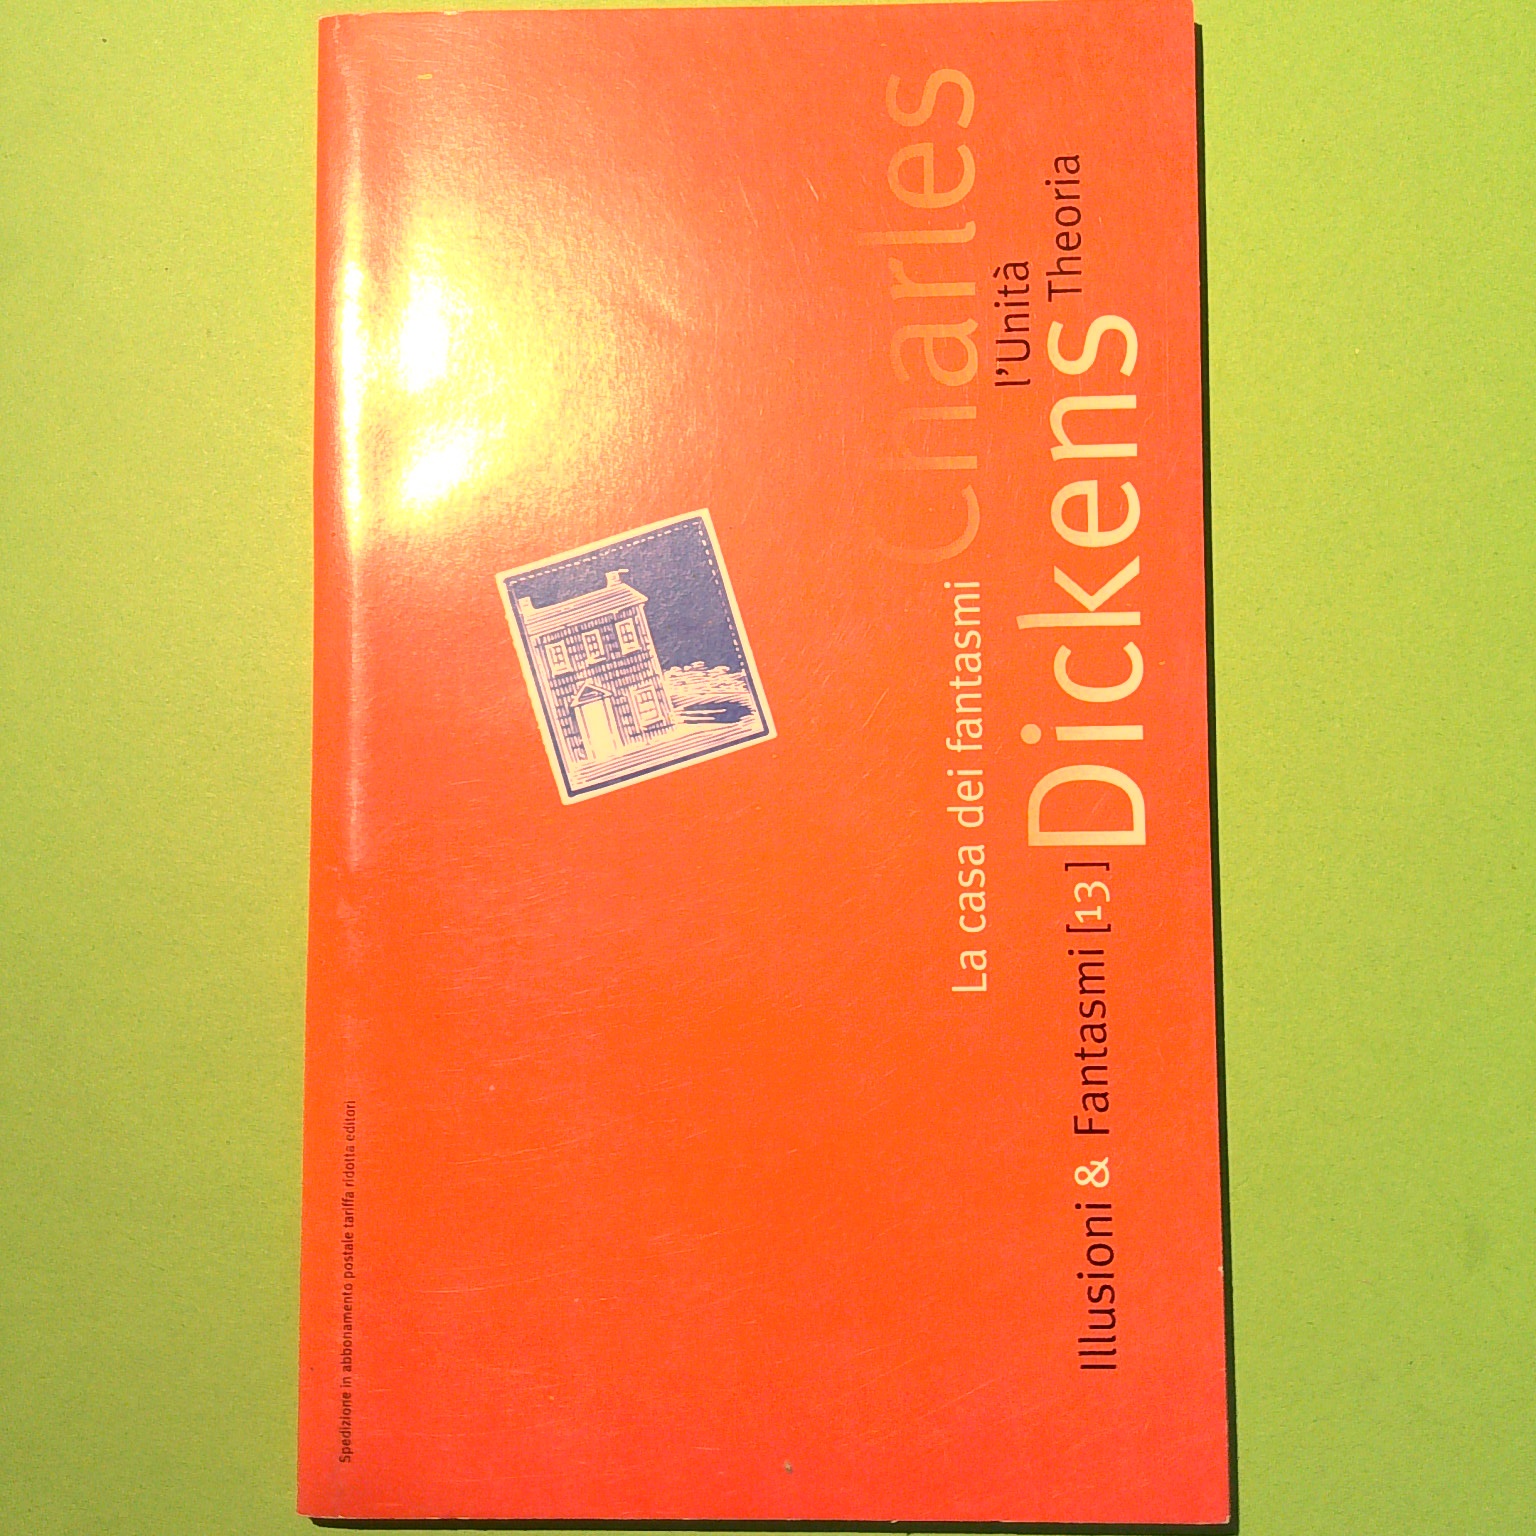 Spedizione in abbonamento postale tariffa ridotta editori
Charles
La casa dei fantasmi
l'Unità
Theoria
Dickens
Illusioni & Fantasmi [13]